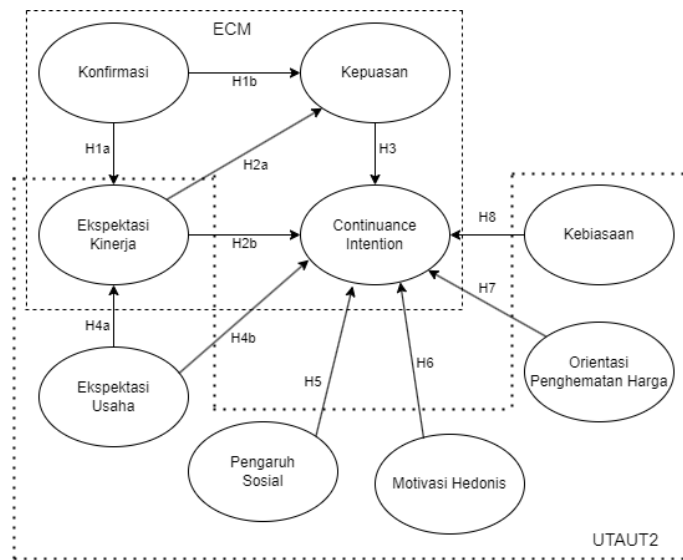 ECM
Konfirmasi
H1b
Kepuasan
H1a
H2a
H3
Ekspektasi
Kinerja
H2b
Continuance
Intention
H8
Kebiasaan
H7
H4a
H4b
Ekspektasi
Usaha
H5
H6
Orientasi
Penghematan Harga
Pengaruh
Sosial
Motivasi Hedonis
UTAUT2